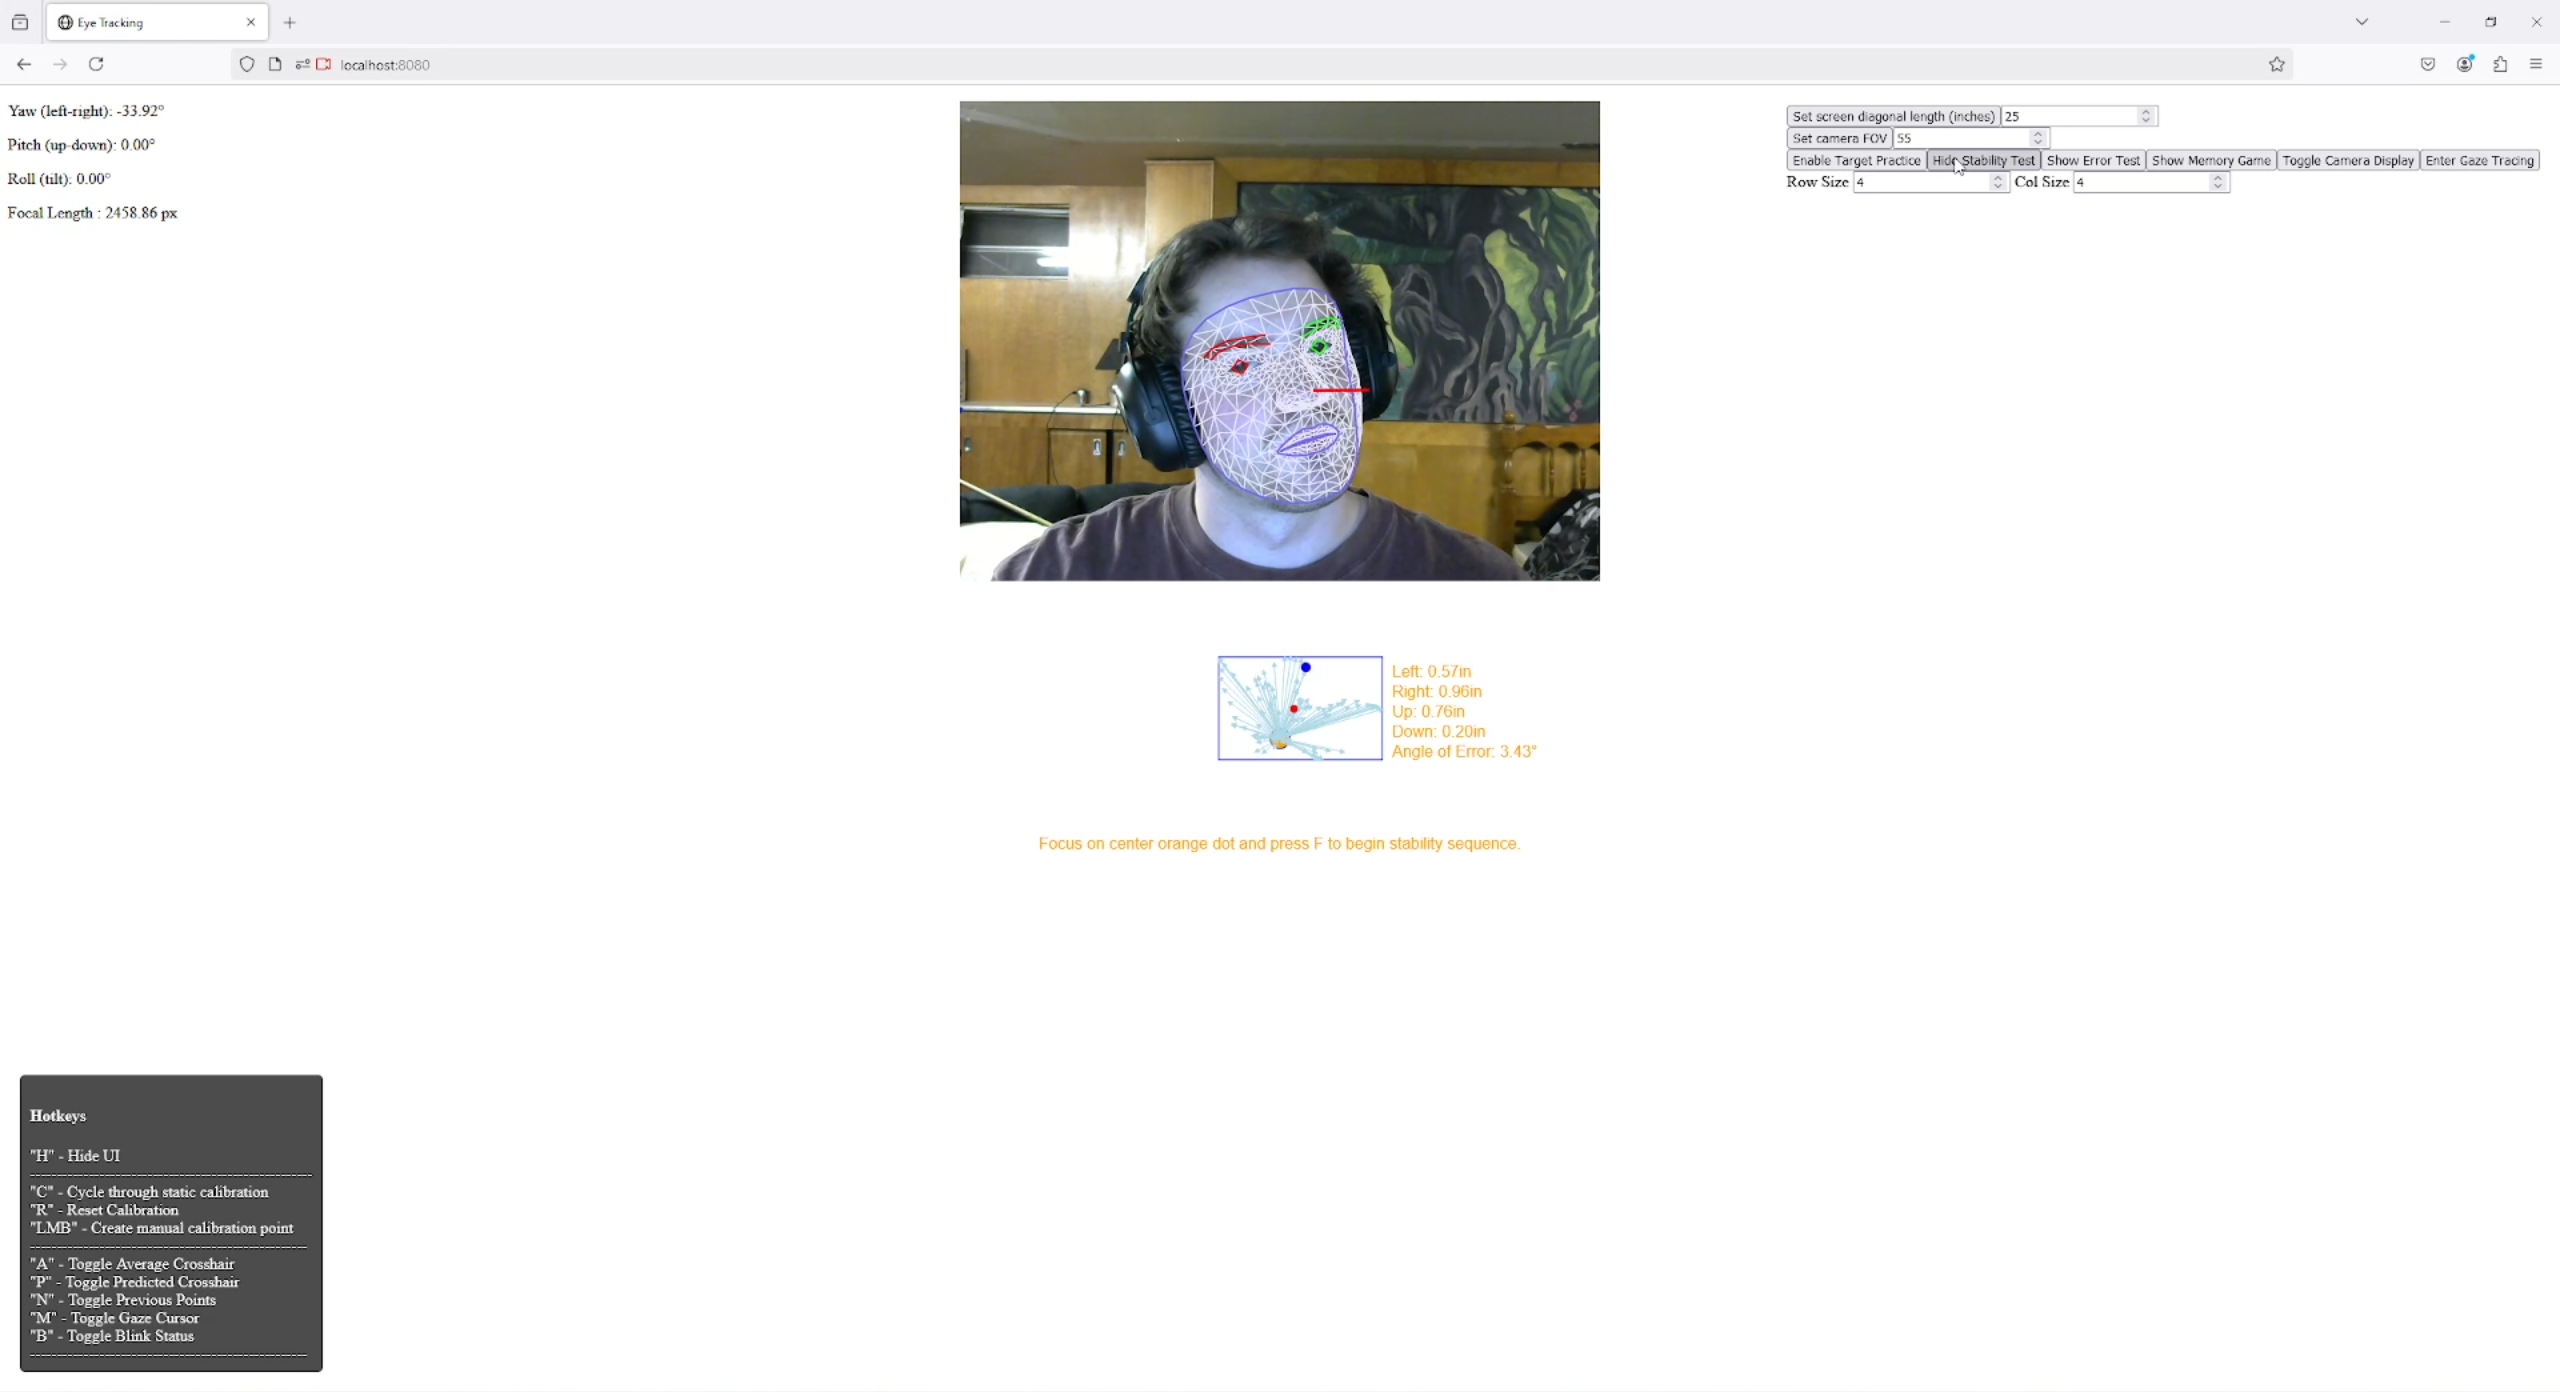 Eye Tracking
localhost:8080
Yaw (left-right): -33.92°
Pitch (up-down): 0.00°
Roll (tilt): 0.00°
Focal Length : 2458.86 px
Set screen diagonal length (inches) 25
Set camera FOV 55
Enable Target Practice Hide Stability Test Show Error Test Show Memory Game Toggle Camera Display Enter Gaze Tracing
Row Size 4 Col Size 4
Left: 0.57in
Right: 0.96in
Up: 0.76in
Down: 0.20in
Angle of Error: 3.43°
Focus on center orange dot and press F to begin stability sequence.
Hotkeys
"H" - Hide UI
"C" - Cycle through static calibration
"R" - Reset Calibration
"LMB" - Create manual calibration point
"A" - Toggle Average Crosshair
"P" - Toggle Predicted Crosshair
"N" - Toggle Previous Points
"M" - Toggle Gaze Cursor
"B" - Toggle Blink Status